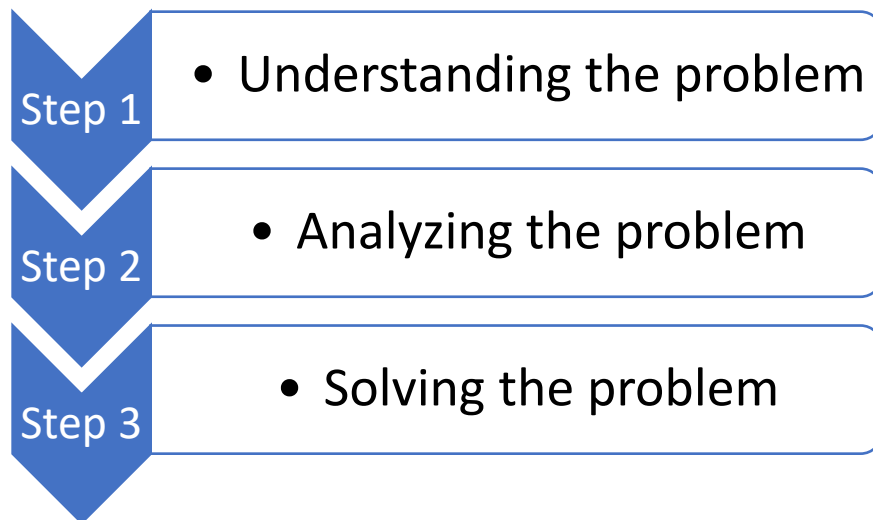 Step 1
• Understanding the problem
Step 2
• Analyzing the problem
Step 3
• Solving the problem